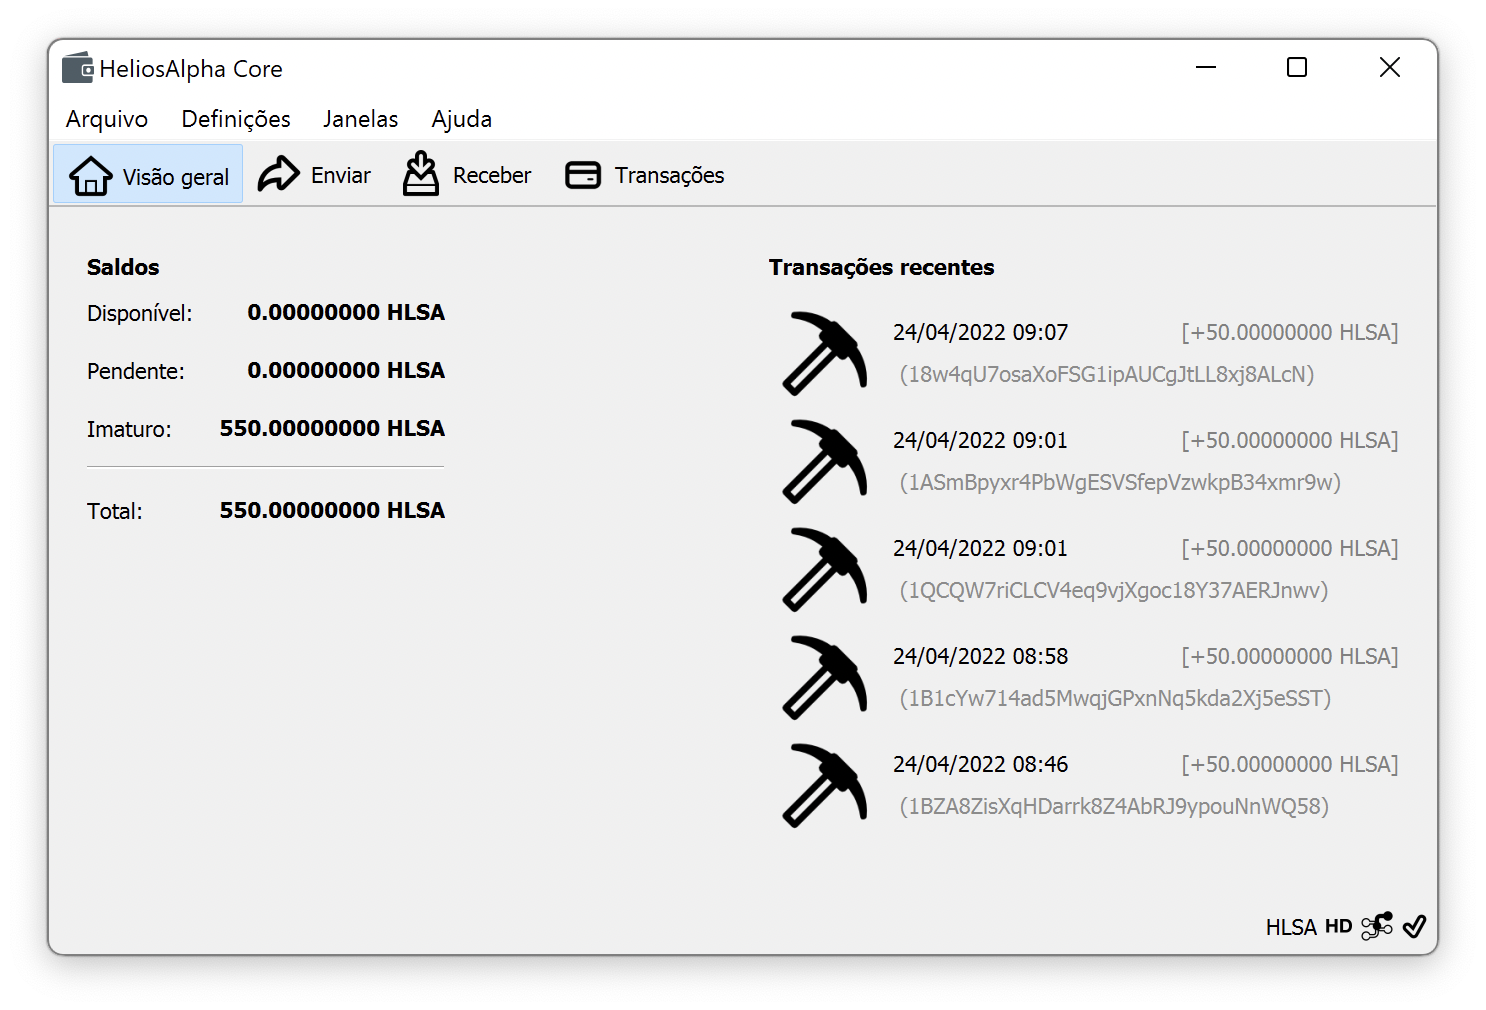 HeliosAlpha Core
Arquivo Definições Janelas Ajuda
Visão geral Enviar Receber Transações
Saldos
Disponível: 0.00000000 HLSA
Pendente: 0.00000000 HLSA
Imaturo: 550.00000000 HLSA
Total: 550.00000000 HLSA
Transações recentes
24/04/2022 09:07 [+50.00000000 HLSA]
(18w4qU7osaXoFSG1ipAUCgJtLL8xj8ALcN)
24/04/2022 09:01 [+50.00000000 HLSA]
(1ASmBpyxr4PbWgESVSfepVzwkpB34xmr9w)
24/04/2022 09:01 [+50.00000000 HLSA]
(1QCQW7riCLCV4eq9vjXgoc18Y37AERJnwv)
24/04/2022 08:58 [+50.00000000 HLSA]
(1B1cYw714ad5MwqjGPxnNq5kda2Xj5eSST)
24/04/2022 08:46 [+50.00000000 HLSA]
(1BZA8ZisXqHDarrk8Z4AbRJ9ypouNnWQ58)
HLSA HD